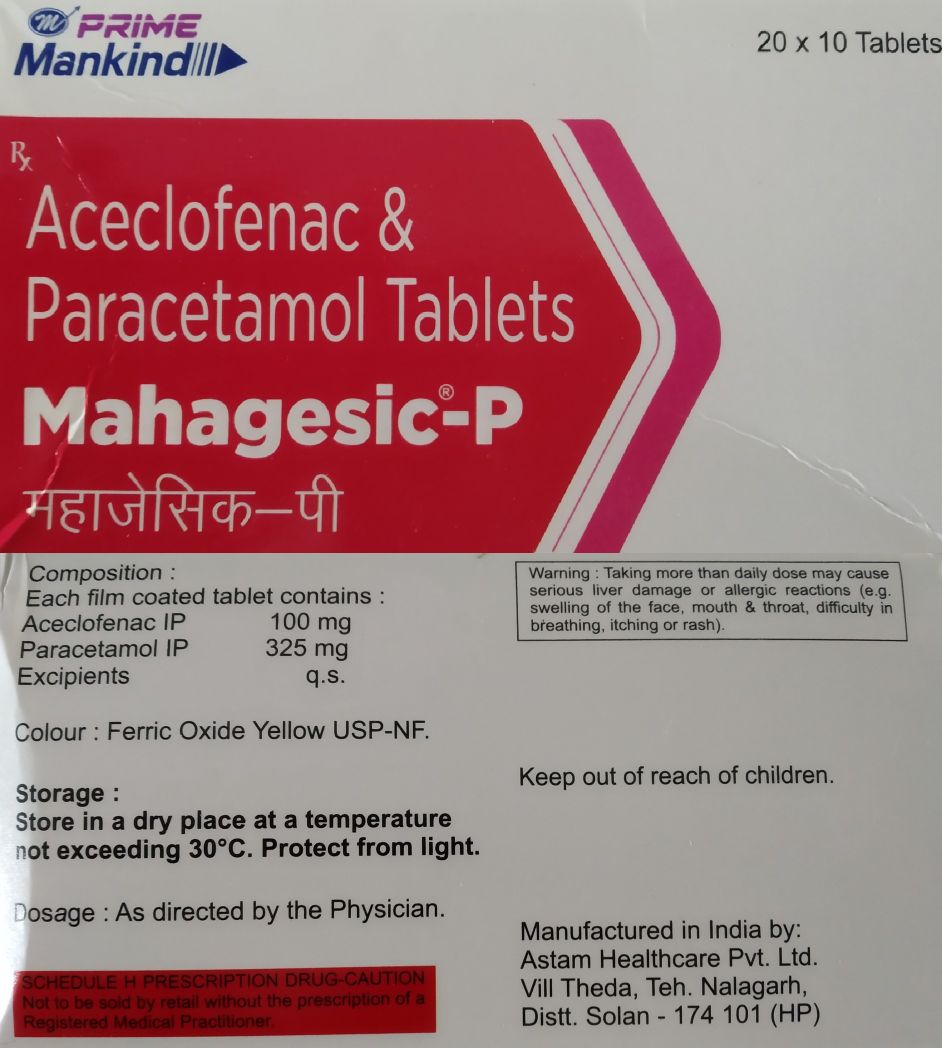 m PRIME
Mankind
20 x 10 Tablets
Rx
Aceclofenac &
Paracetamol Tablets
Mahagesic®-P
महाजेसिक–पी
Composition :
Each film coated tablet contains :
Aceclofenac IP 100 mg
Paracetamol IP 325 mg
Excipients q.s.
Colour : Ferric Oxide Yellow USP-NF.
Storage :
Store in a dry place at a temperature
not exceeding 30°C. Protect from light.
Dosage : As directed by the Physician.
SCHEDULE H PRESCRIPTION DRUG-CAUTION
Not to be sold by retail without the prescription of a
Registered Medical Practitioner.
Warning : Taking more than daily dose may cause
serious liver damage or allergic reactions (e.g.
swelling of the face, mouth & throat, difficulty in
breathing, itching or rash).
Keep out of reach of children.
Manufactured in India by:
Astam Healthcare Pvt. Ltd.
Vill Theda, Teh. Nalagarh,
Distt. Solan - 174 101 (HP)